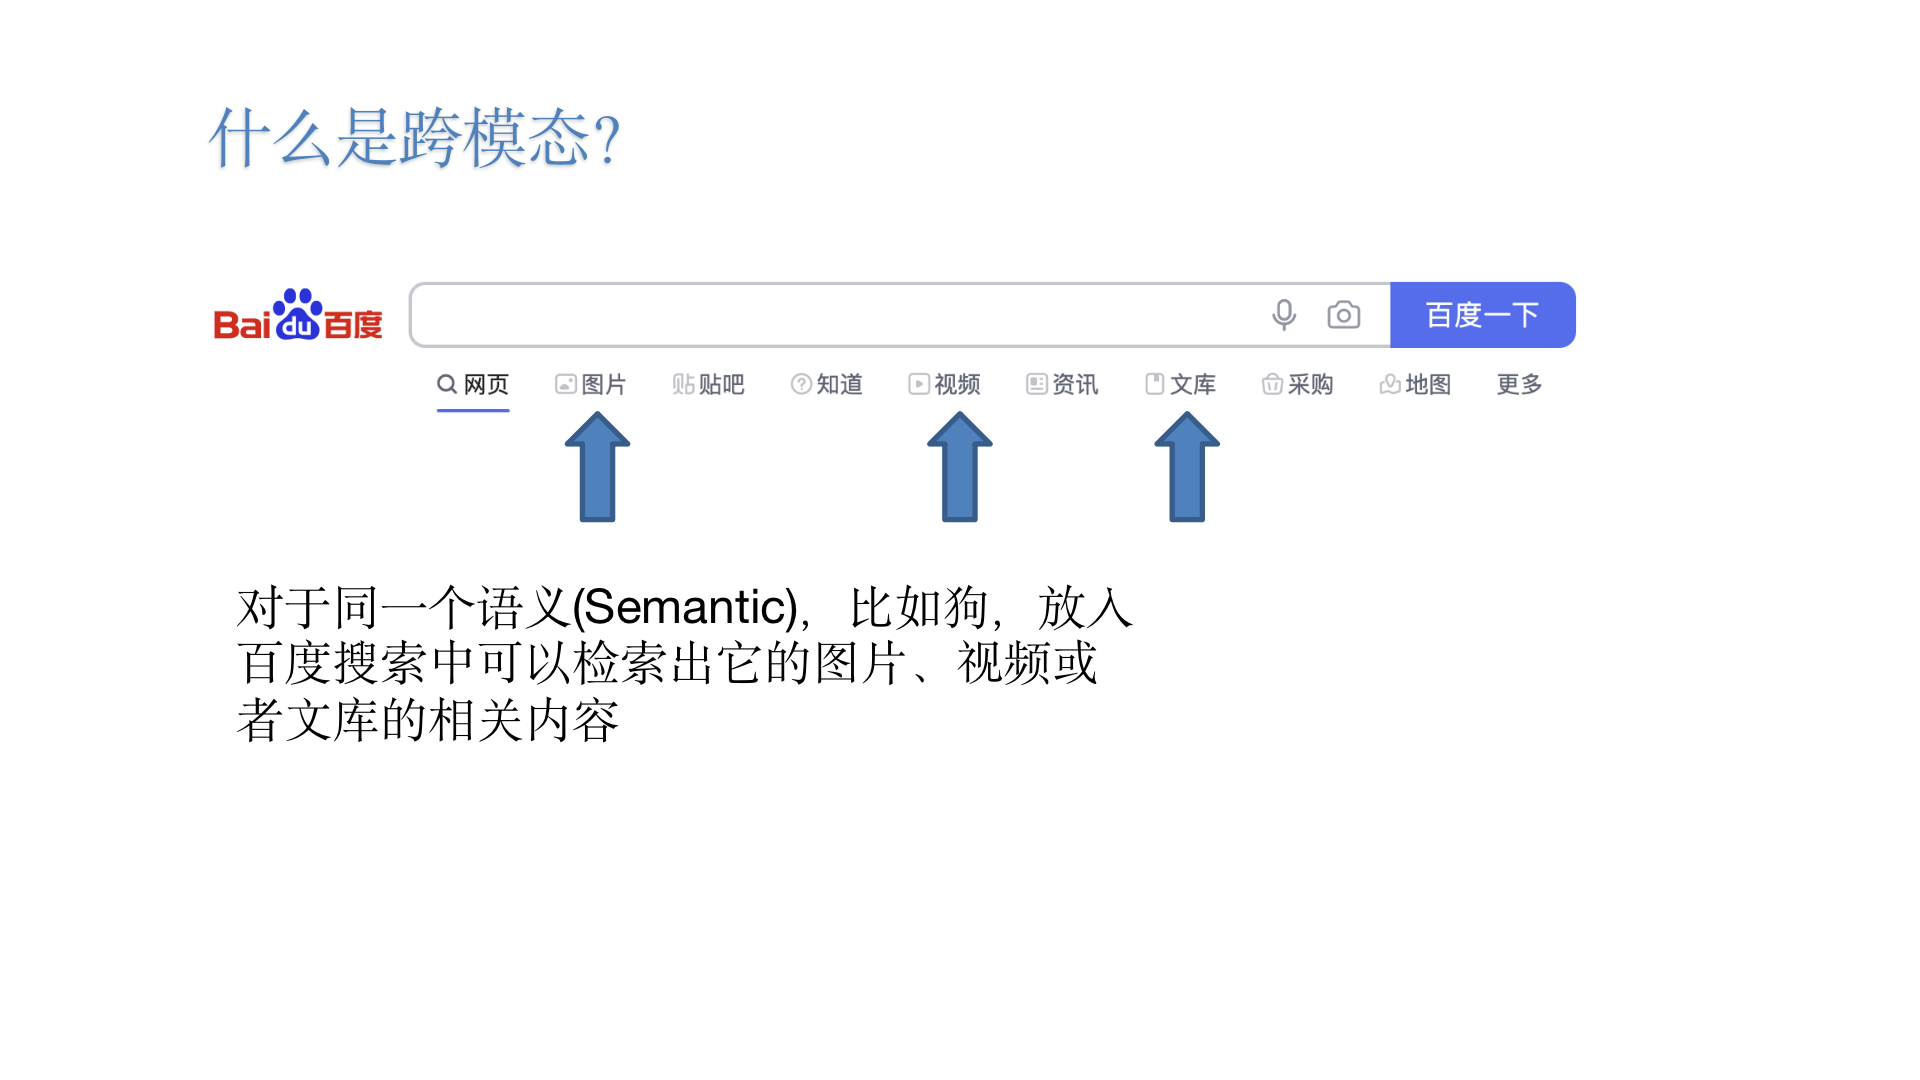 什么是跨模态？
Bai du 百度
百度一下
网页 图片 贴吧 知道 视频 资讯 文库 采购 地图 更多
对于同一个语义(Semantic)，比如狗，放入
百度搜索中可以检索出它的图片、视频或
者文库的相关内容